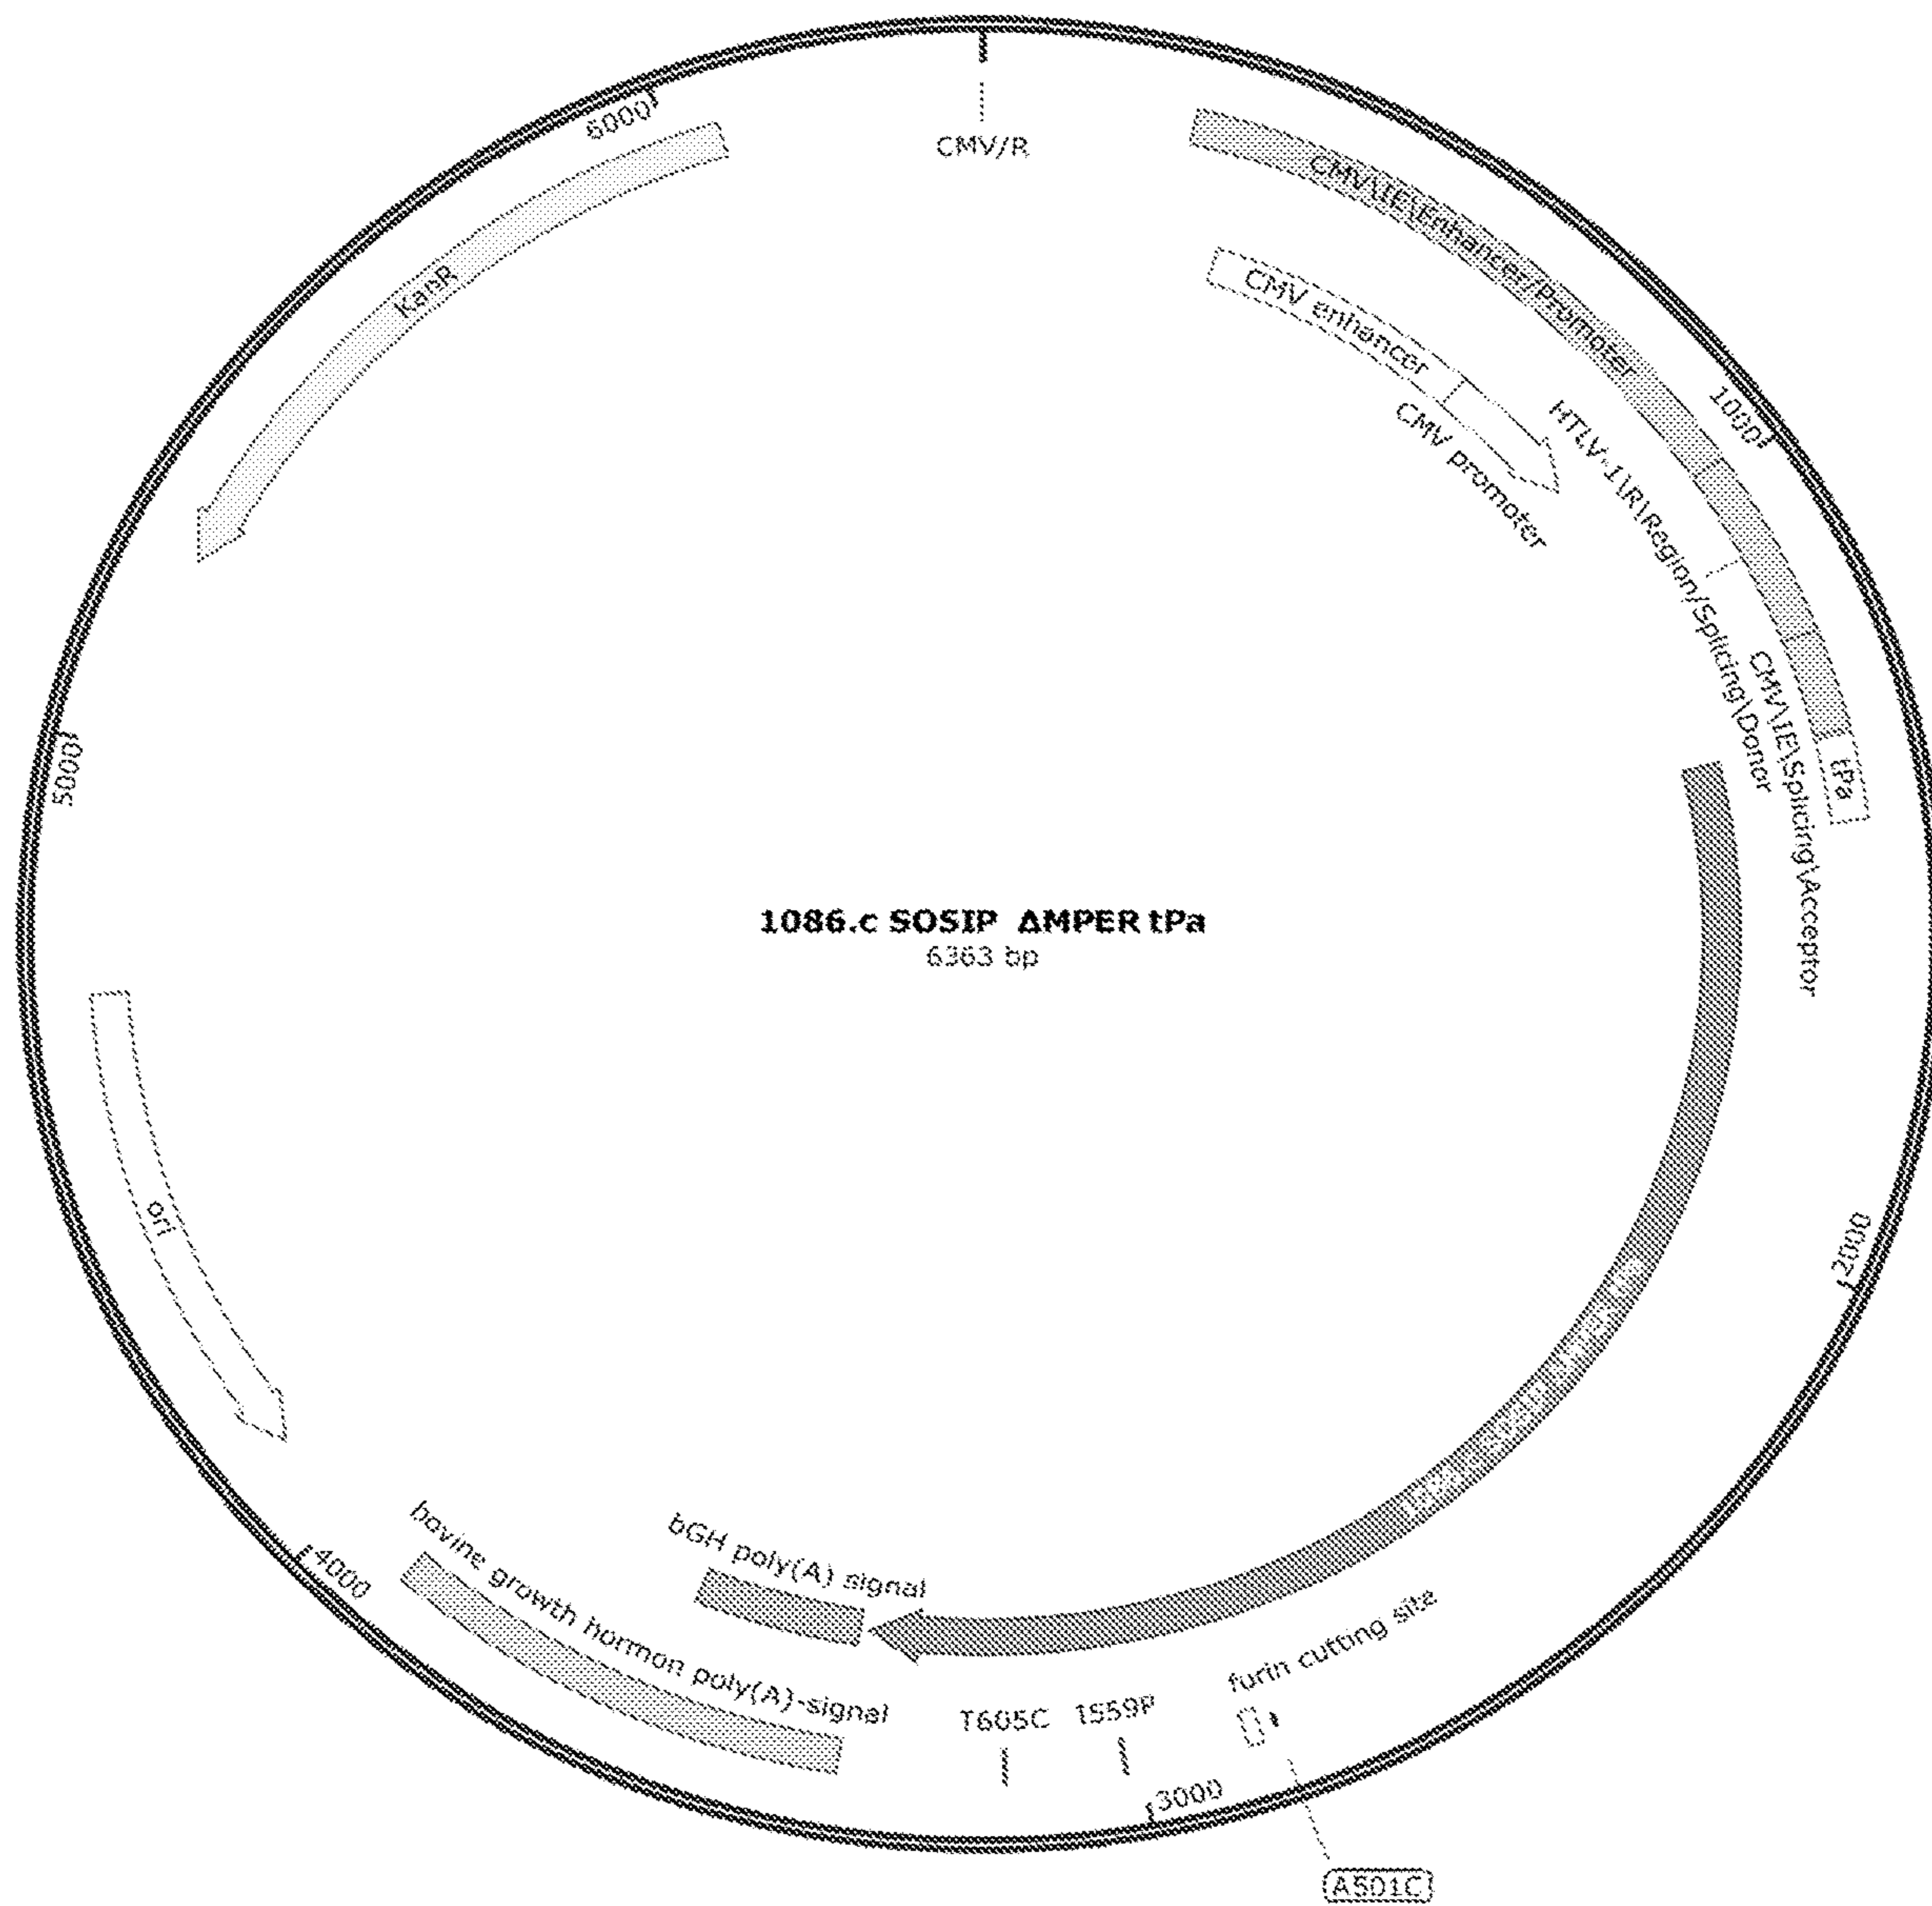 CMV/R
6000
KanR
CMV\IE\Enhancer/Promoter
CMV enhancer
CMV promoter
1000
HTLV-1\R\Region/Splicing\Donor
CMV\IE\Splicing\Acceptor
tPa
5000
1086.c SOSIP ΔMPER tPa
6363 bp
2000
ori
bGH poly(A) signal
bovine growth hormon poly(A)-signal
4000
furin cutting site
T605C
I559P
3000
A501C